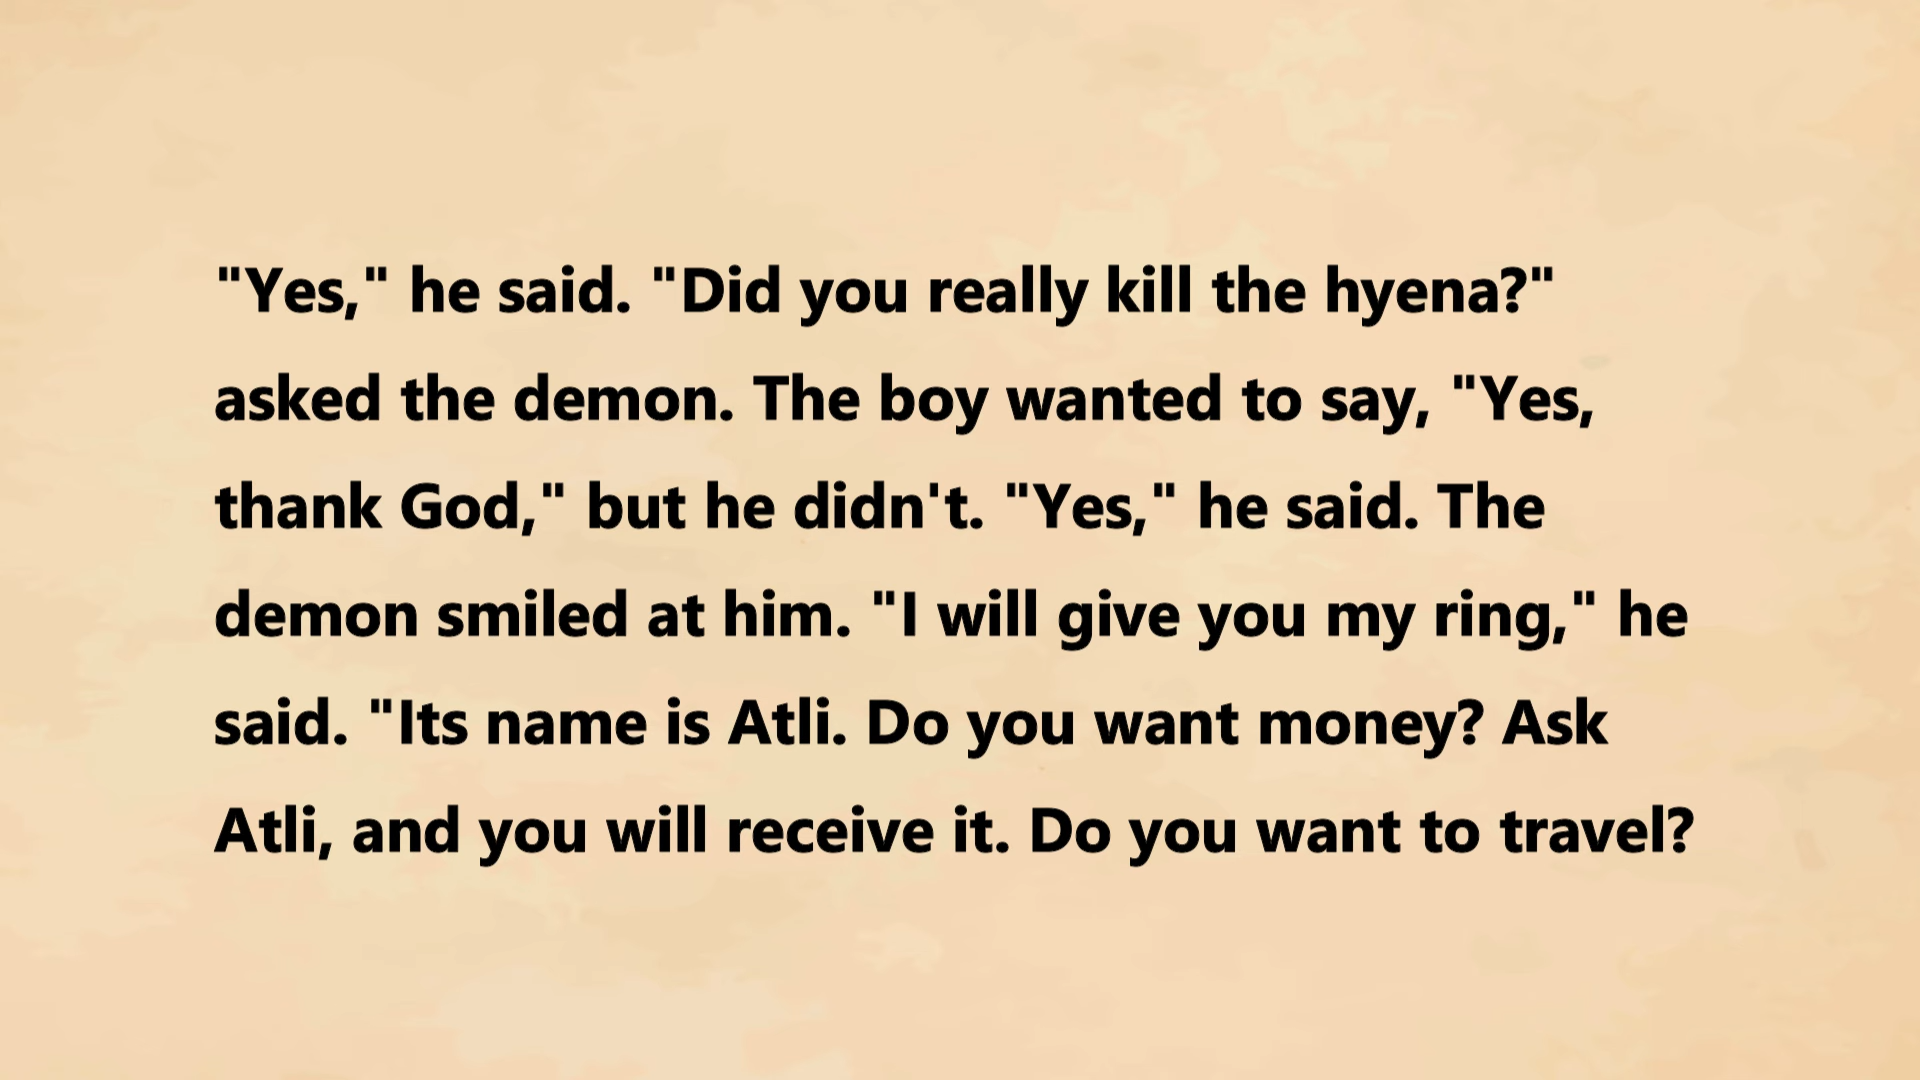 "Yes," he said. "Did you really kill the hyena?"
asked the demon. The boy wanted to say, "Yes,
thank God," but he didn't. "Yes," he said. The
demon smiled at him. "I will give you my ring," he
said. "Its name is Atli. Do you want money? Ask
Atli, and you will receive it. Do you want to travel?